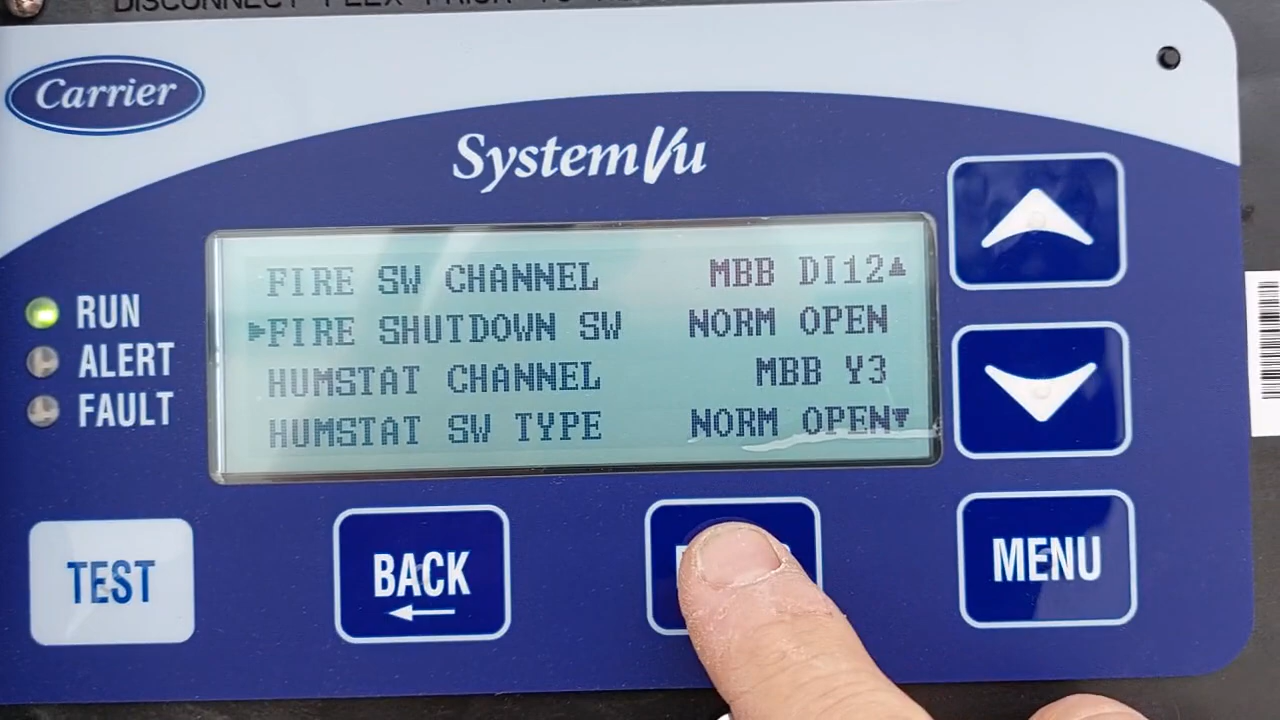 Carrier
SystemVu
FIRE SW CHANNEL MBB DI12▲
▶FIRE SHUTDOWN SW NORM OPEN
HUMSTAT CHANNEL MBB Y3
HUMSTAT SW TYPE NORM OPEN▼
RUN
ALERT
FAULT
TEST
BACK
MENU